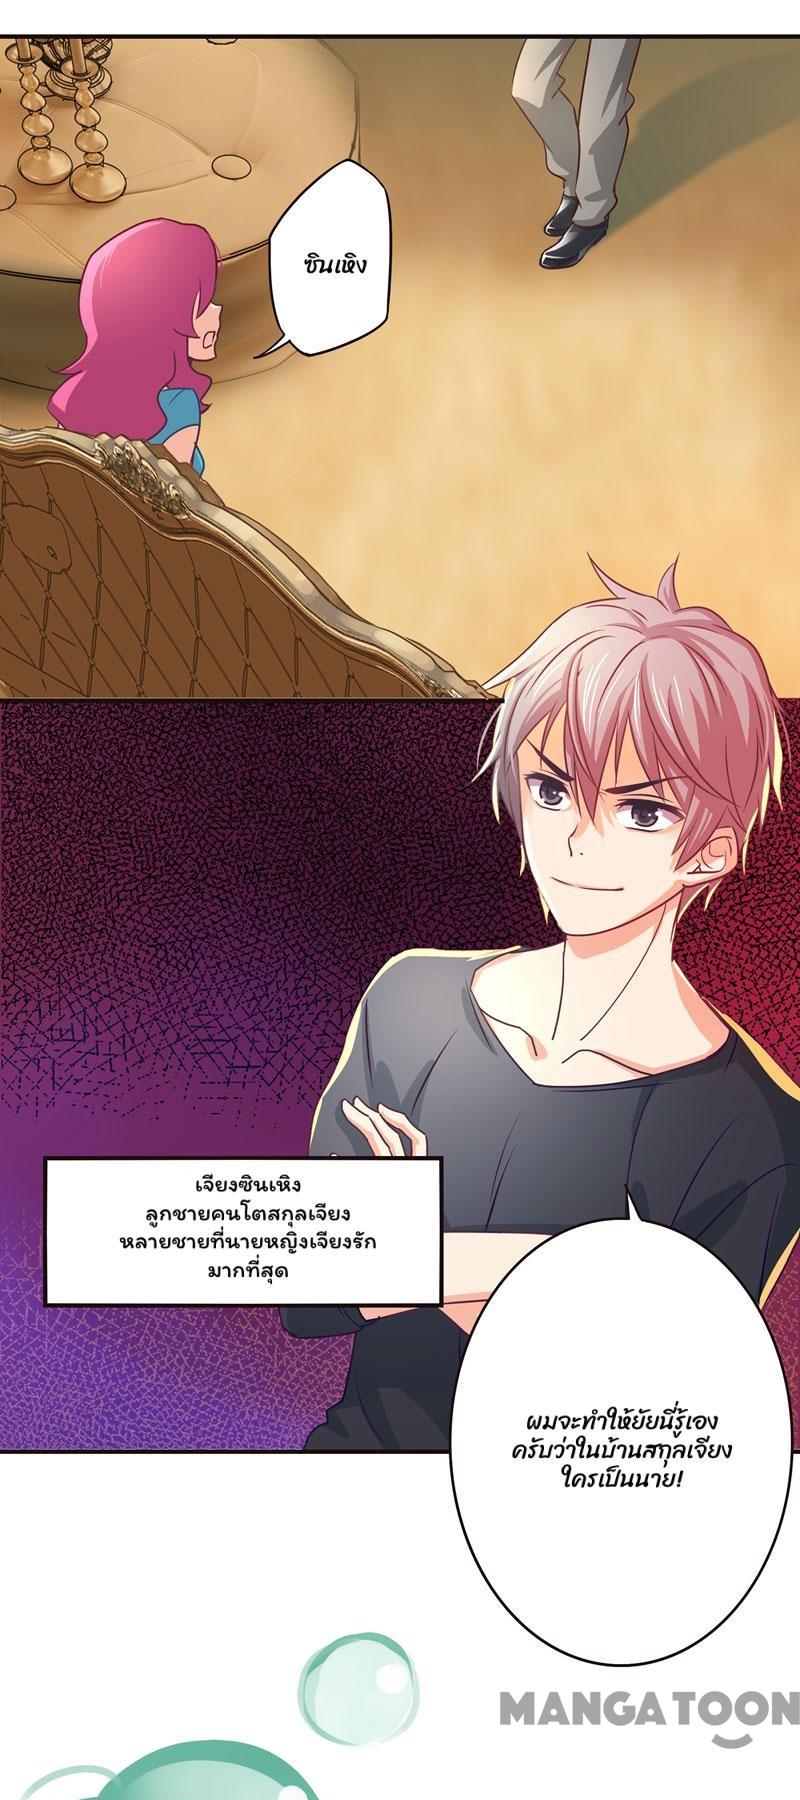 ซินเหิง
เจียงซินเหิง
ลูกชายคนโตสกุลเจียง
หลายชายที่นายหญิงเจียงรัก
มากที่สุด
ผมจะทำให้ยัยนี่รู้เอง
ครับว่าในบ้านสกุลเจียง
ใครเป็นนาย!
MANGATOON